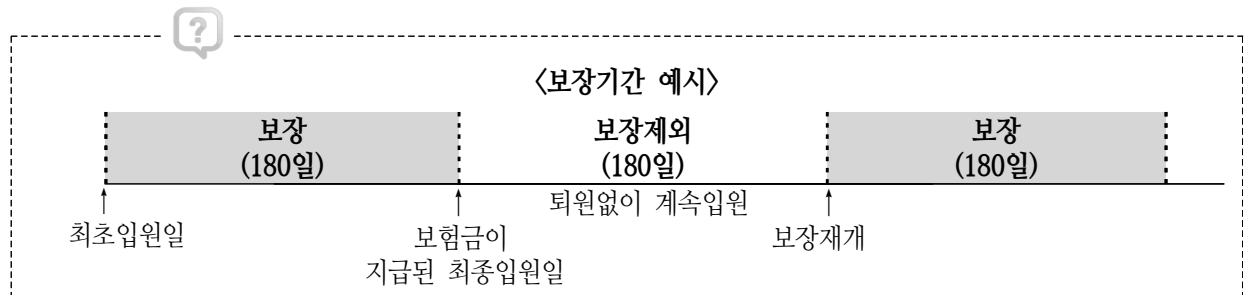 ?
〈보장기간 예시〉
보장 보장제외 보장
(180일) (180일) (180일)
퇴원없이 계속입원
최초입원일 보험금이 보장재개
지급된 최종입원일